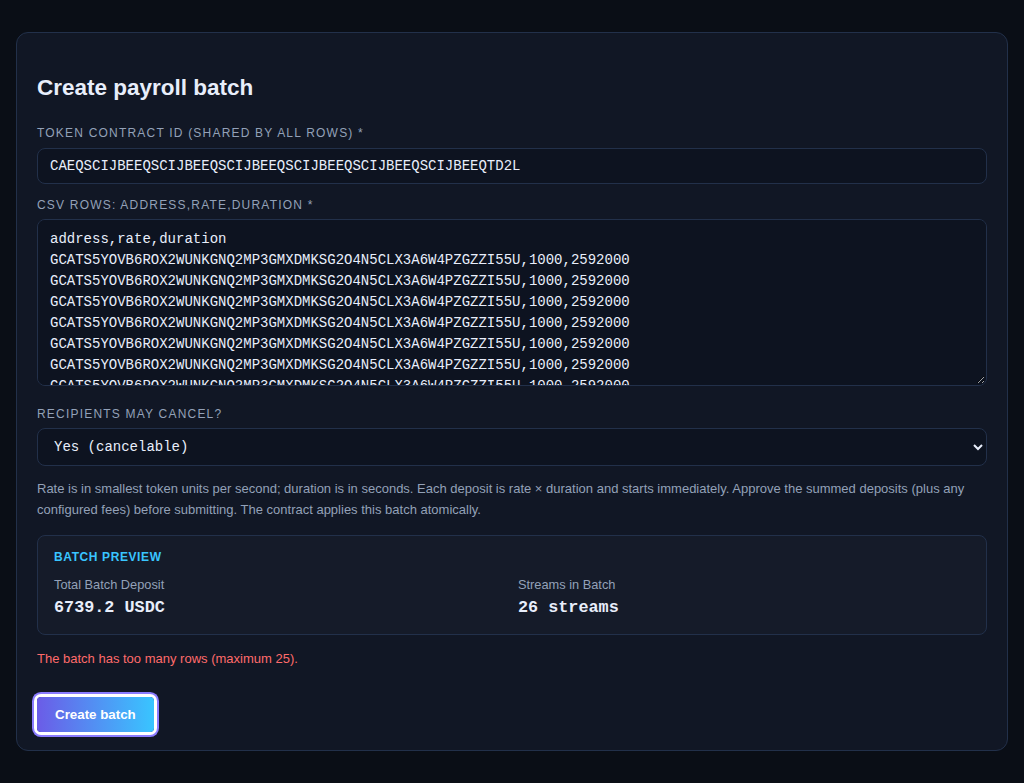 Create payroll batch
TOKEN CONTRACT ID (SHARED BY ALL ROWS) *
CAEQSCIJBEEQSCIJBEEQSCIJBEEQSCIJBEEQSCIJBEEQSCIJBEEQTD2L
CSV ROWS: ADDRESS,RATE,DURATION *
address,rate,duration
GCATS5YOVB6ROX2WUNKGNQ2MP3GMXDMKSG2O4N5CLX3A6W4PZGZZI55U,1000,2592000
GCATS5YOVB6ROX2WUNKGNQ2MP3GMXDMKSG2O4N5CLX3A6W4PZGZZI55U,1000,2592000
GCATS5YOVB6ROX2WUNKGNQ2MP3GMXDMKSG2O4N5CLX3A6W4PZGZZI55U,1000,2592000
GCATS5YOVB6ROX2WUNKGNQ2MP3GMXDMKSG2O4N5CLX3A6W4PZGZZI55U,1000,2592000
GCATS5YOVB6ROX2WUNKGNQ2MP3GMXDMKSG2O4N5CLX3A6W4PZGZZI55U,1000,2592000
GCATS5YOVB6ROX2WUNKGNQ2MP3GMXDMKSG2O4N5CLX3A6W4PZGZZI55U,1000,2592000
RECIPIENTS MAY CANCEL?
Yes (cancelable)
Rate is in smallest token units per second; duration is in seconds. Each deposit is rate × duration and starts immediately. Approve the summed deposits (plus any
configured fees) before submitting. The contract applies this batch atomically.
BATCH PREVIEW
Total Batch Deposit
Streams in Batch
6739.2 USDC
26 streams
The batch has too many rows (maximum 25).
Create batch